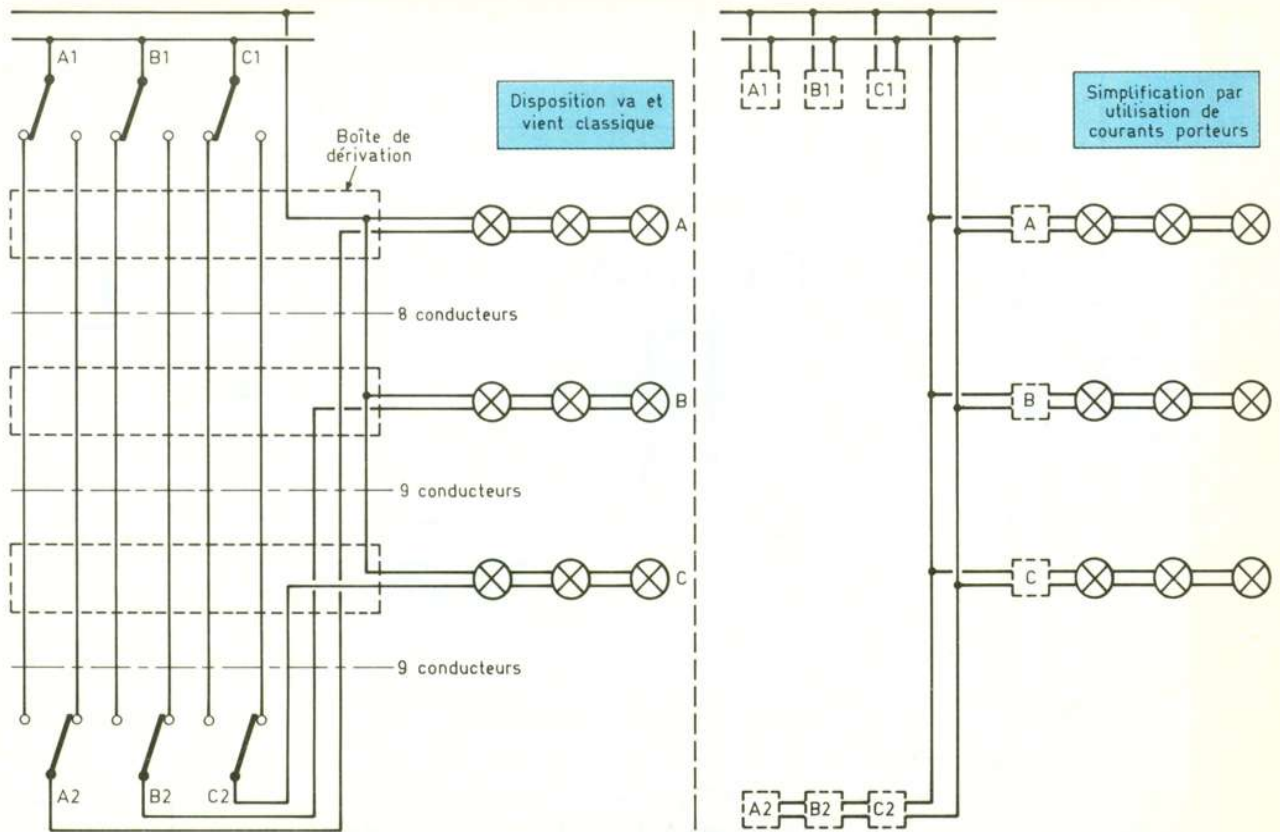 A1
B1
C1
Disposition va et
vient classique
Boîte de
dérivation
A
8 conducteurs
B
9 conducteurs
C
9 conducteurs
A2
B2
C2
A1
B1
C1
Simplification par
utilisation de
courants porteurs
A
B
C
A2
B2
C2